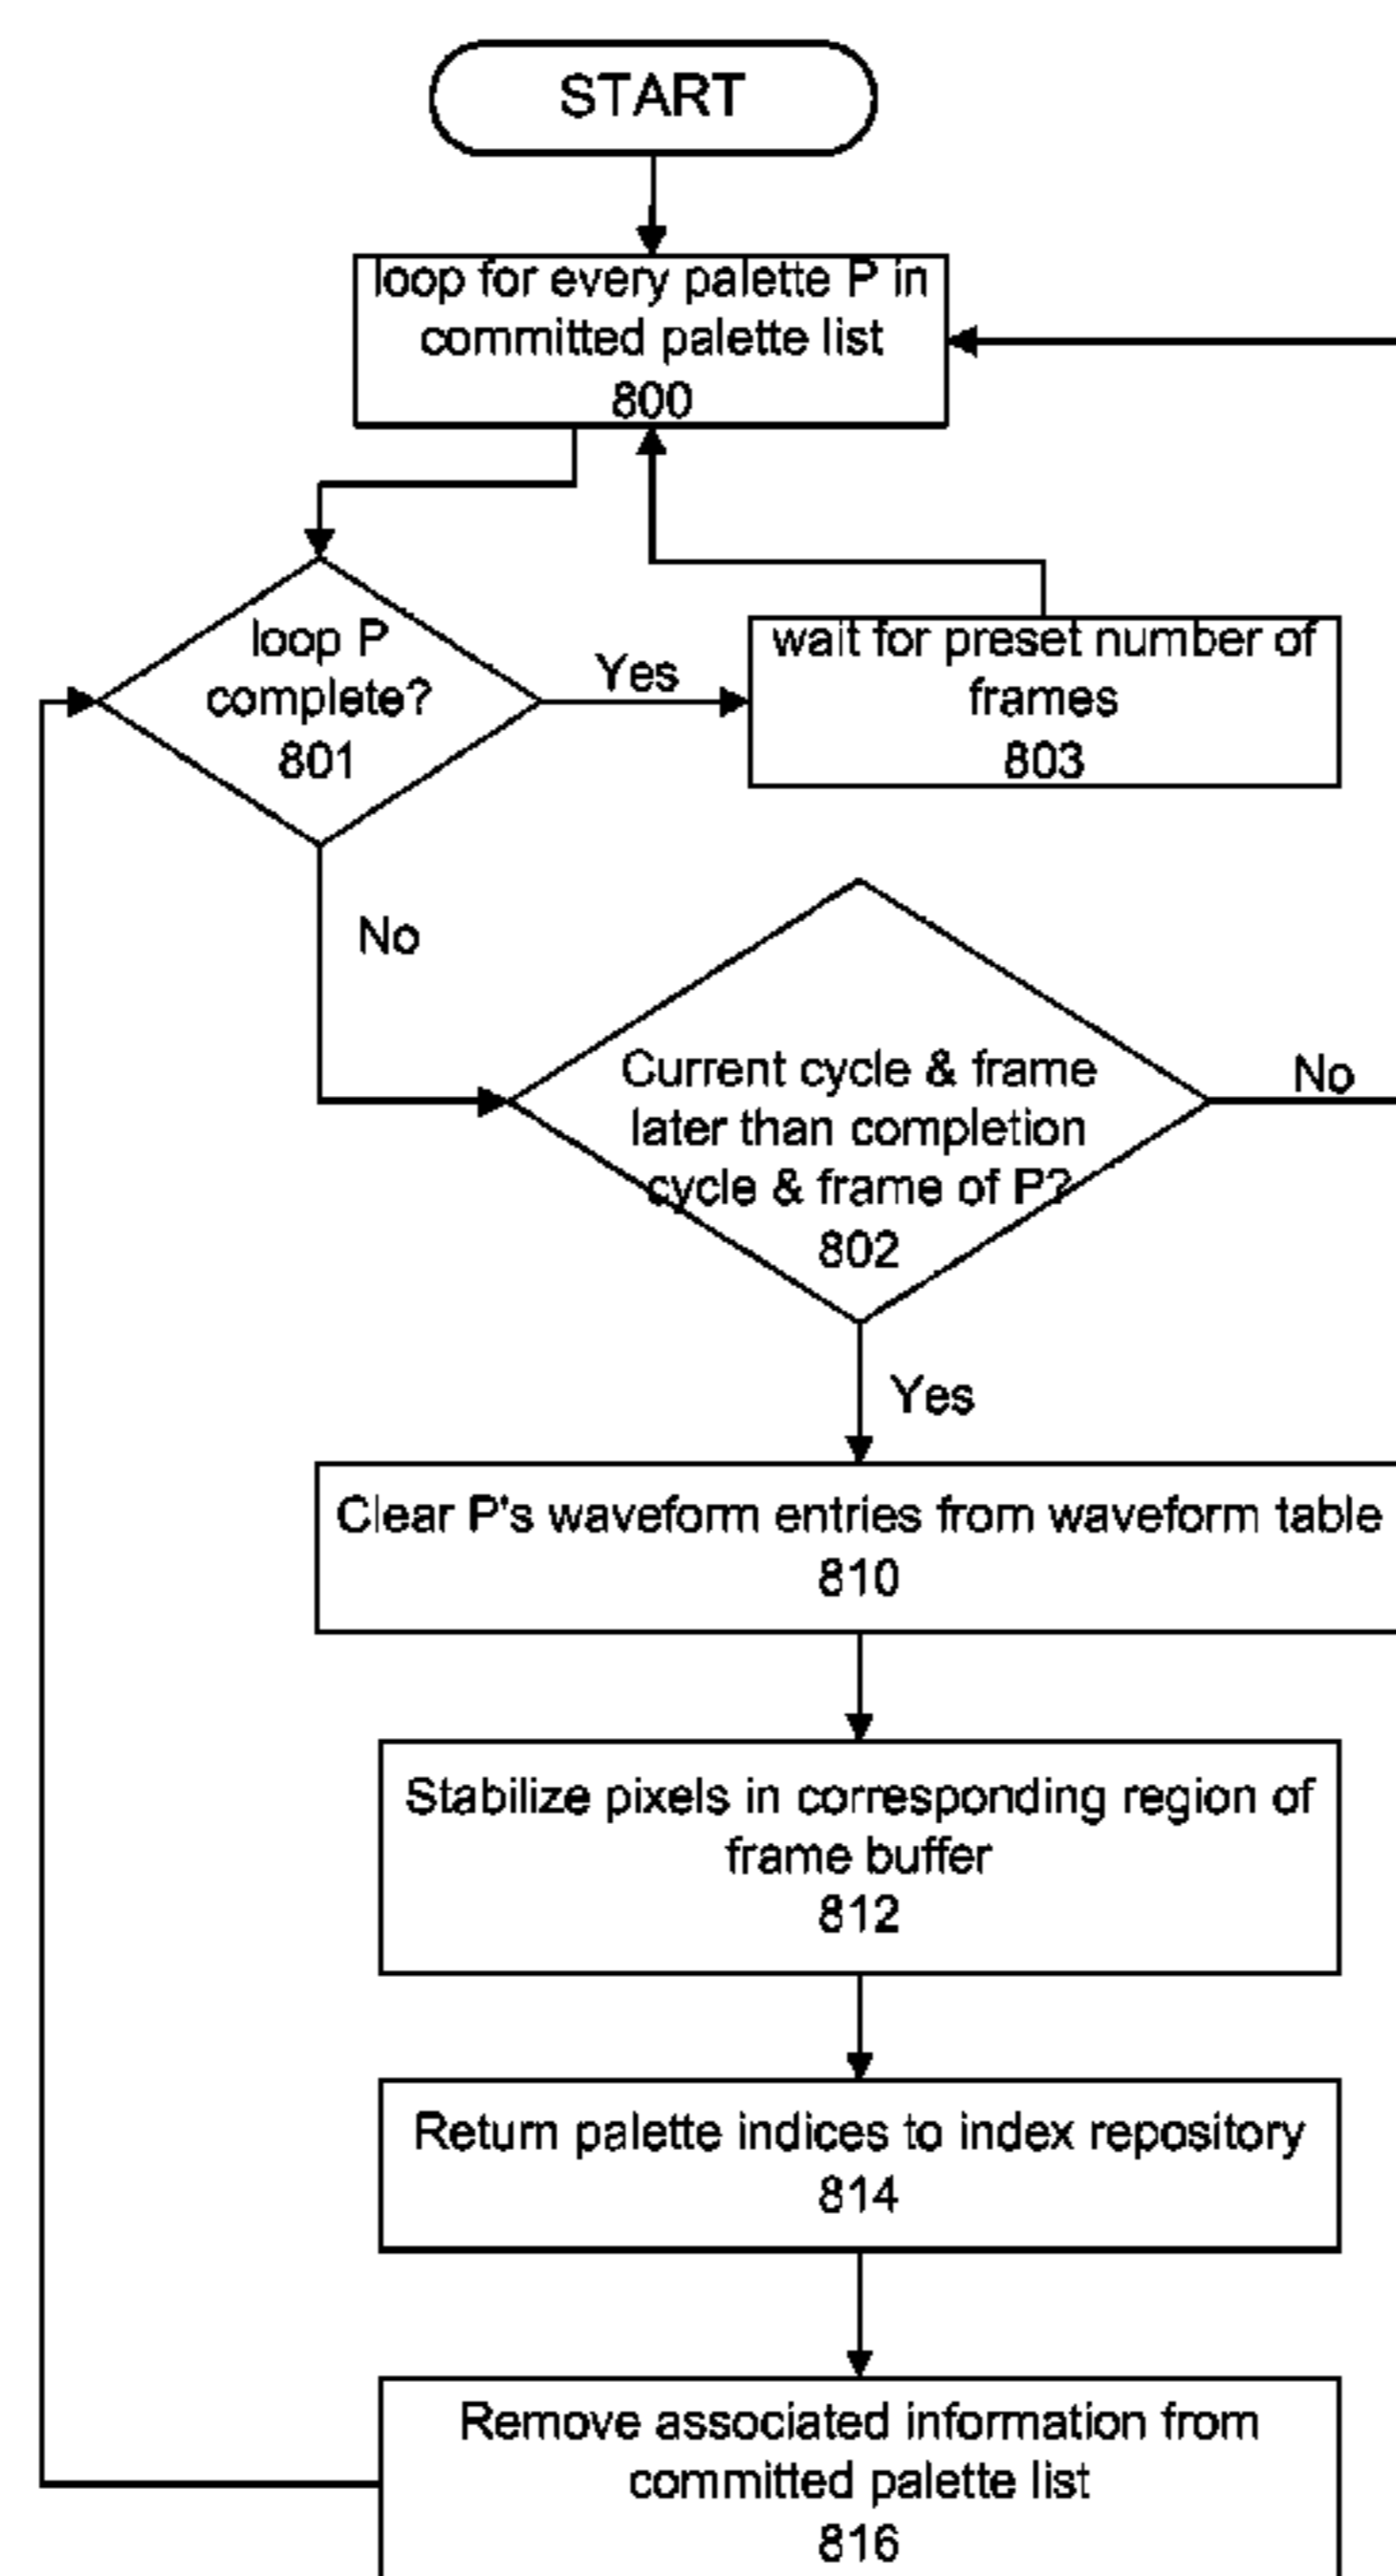 START
loop for every palette P in
committed palette list
800
loop P
complete?
801
Yes
wait for preset number of
frames
803
No
Current cycle & frame
later than completion
cycle & frame of P?
802
No
Yes
Clear P's waveform entries from waveform table
810
Stabilize pixels in corresponding region of
frame buffer
812
Return palette indices to index repository
814
Remove associated information from
committed palette list
816